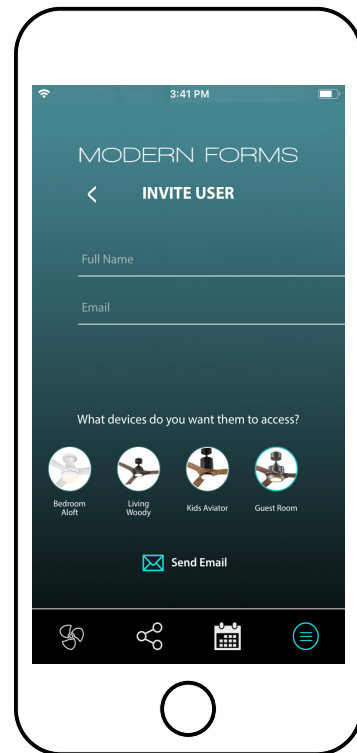 3:41 PM
MODERN FORMS
INVITE USER
Full Name
Email
What devices do you want them to access?
Bedroom
Aloft
Living
Woody
Kids Aviator
Guest Room
Send Email